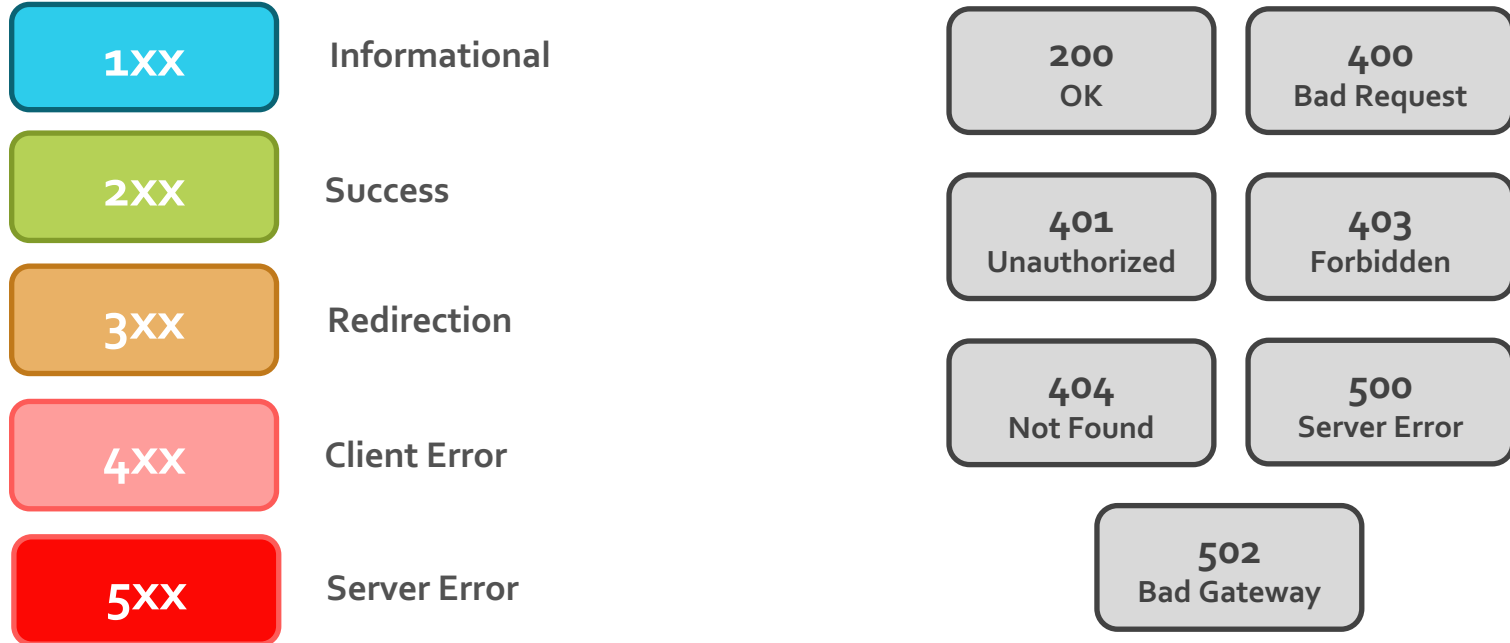 1XX
Informational
2XX
Success
3XX
Redirection
4XX
Client Error
5XX
Server Error
200
OK
400
Bad Request
401
Unauthorized
403
Forbidden
404
Not Found
500
Server Error
502
Bad Gateway